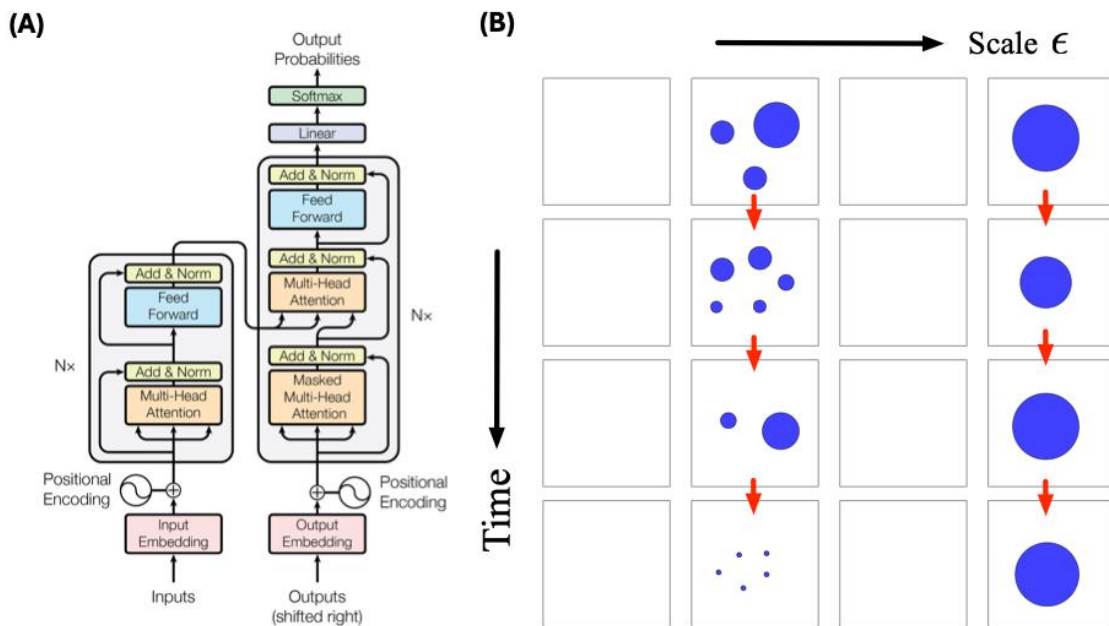 (A)
Output
Probabilities
Softmax
Linear
Add & Norm
Feed
Forward
Add & Norm
Multi-Head
Attention
Add & Norm
Masked
Multi-Head
Attention
N×
Add & Norm
Feed
Forward
Add & Norm
Multi-Head
Attention
N×
Positional
Encoding
Positional
Encoding
Input
Embedding
Output
Embedding
Inputs
Outputs
(shifted right)
(B)
Scale ϵ
Time